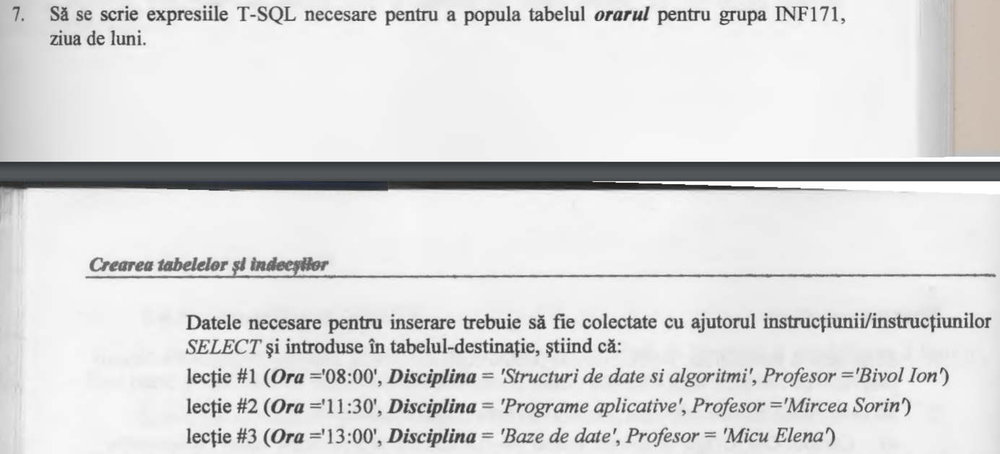 7. Să se scrie expresiile T-SQL necesare pentru a popula tabelul orarul pentru grupa INF171,
ziua de luni.
Crearea tabelelor şi indecşilor
Datele necesare pentru inserare trebuie să fie colectate cu ajutorul instrucţiunii/instrucţiunilor
SELECT şi introduse în tabelul-destinaţie, ştiind că:
lecţie #1 (Ora ='08:00', Disciplina = 'Structuri de date si algoritmi', Profesor ='Bivol Ion')
lecţie #2 (Ora ='11:30', Disciplina = 'Programe aplicative', Profesor ='Mircea Sorin')
lecţie #3 (Ora ='13:00', Disciplina = 'Baze de date', Profesor = 'Micu Elena')